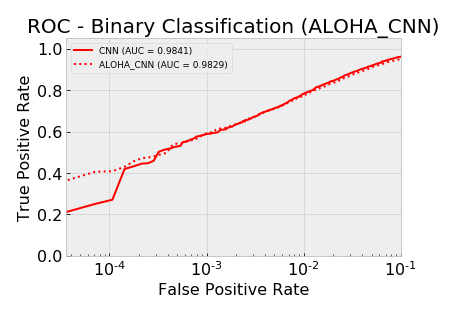 ROC - Binary Classification (ALOHA_CNN)
CNN (AUC = 0.9841)
ALOHA_CNN (AUC = 0.9829)
True Positive Rate
1.0
0.8
0.6
0.4
0.2
0.0
10^-4 10^-3 10^-2 10^-1
False Positive Rate